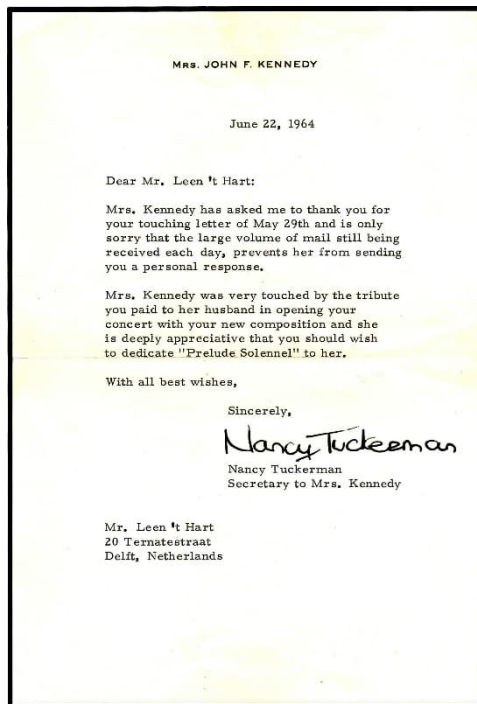 MRS. JOHN F. KENNEDY
June 22, 1964
Dear Mr. Leen 't Hart:
Mrs. Kennedy has asked me to thank you for
your touching letter of May 29th and is only
sorry that the large volume of mail still being
received each day, prevents her from sending
you a personal response.
Mrs. Kennedy was very touched by the tribute
you paid to her husband in opening your
concert with your new composition and she
is deeply appreciative that you should wish
to dedicate "Prelude Solennel" to her.
With all best wishes,
Sincerely,
Nancy Tuckerman
Nancy Tuckerman
Secretary to Mrs. Kennedy
Mr. Leen 't Hart
20 Ternatestraat
Delft, Netherlands